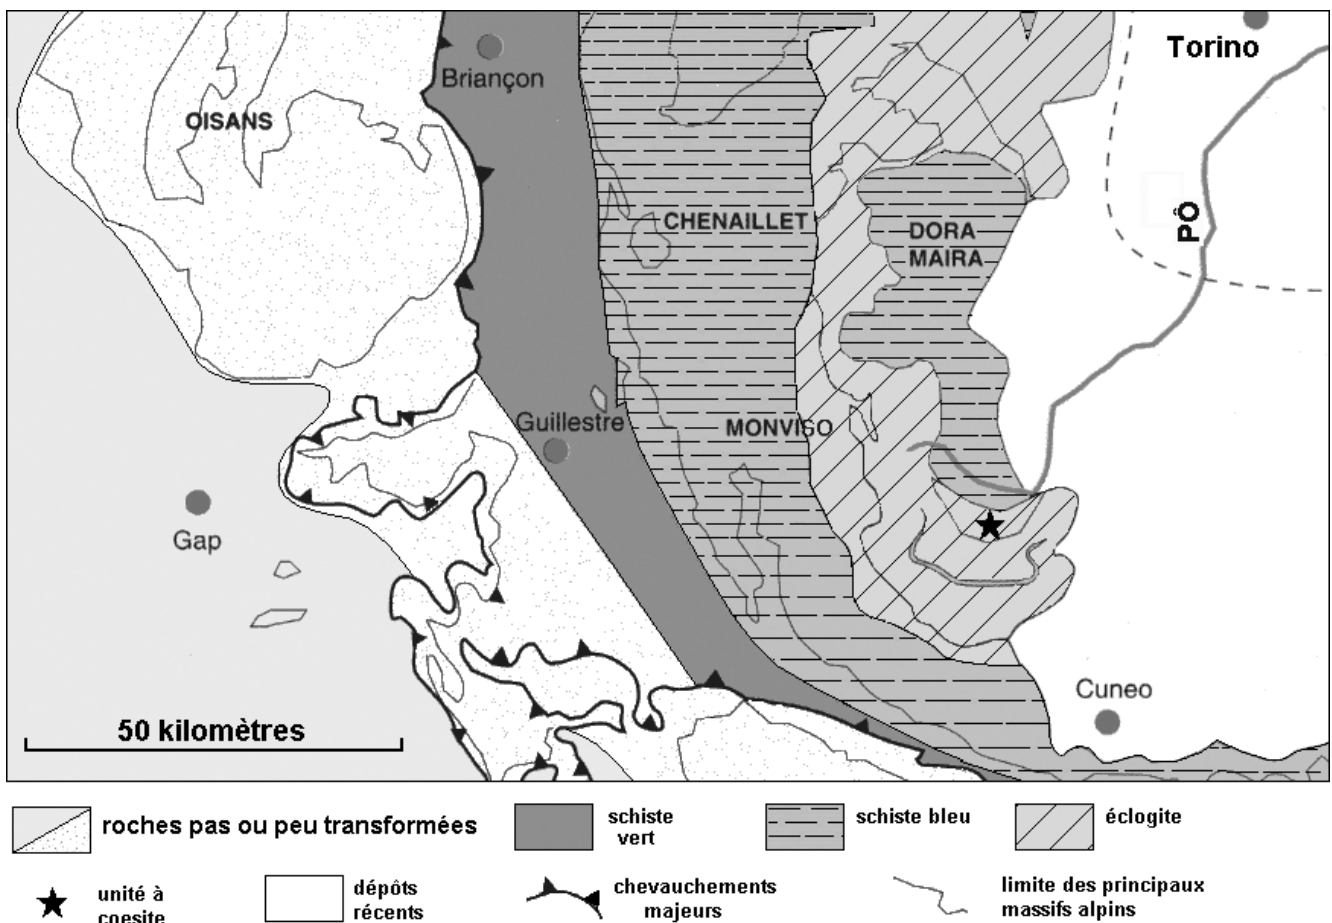 Torino
Briançon
OISANS
PÔ
CHENAILLET
DORA
MAIRA
Guillestre
MONVISO
Gap
Cuneo
50 kilomètres
roches pas ou peu transformées
schiste
vert
schiste bleu
éclogite
unité à
coesite
dépôts
récents
chevauchements
majeurs
limite des principaux
massifs alpins